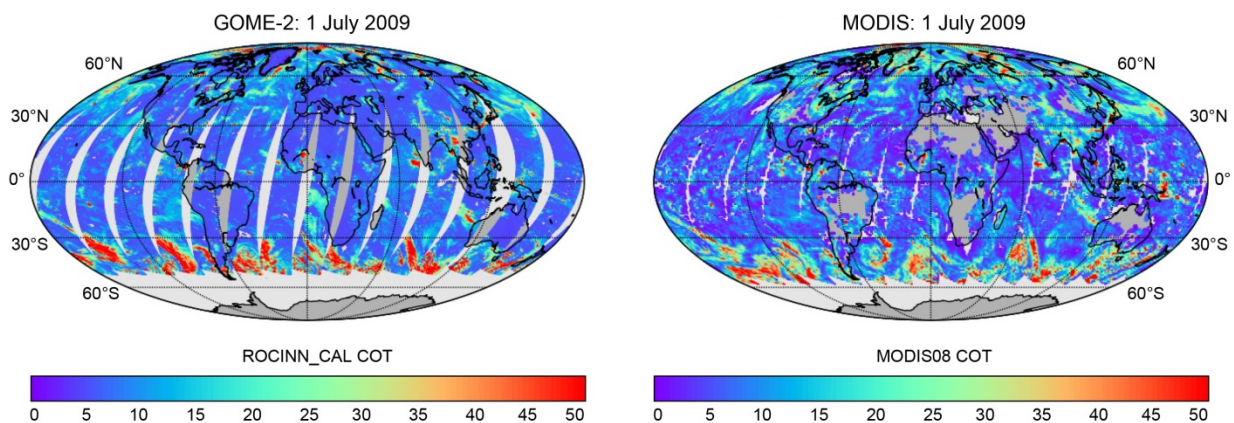 GOME-2: 1 July 2009
60°N
30°N
0°
30°S
60°S
ROCINN_CAL COT
0 5 10 15 20 25 30 35 40 45 50
MODIS: 1 July 2009
60°N
30°N
0°
30°S
60°S
MODIS08 COT
0 5 10 15 20 25 30 35 40 45 50